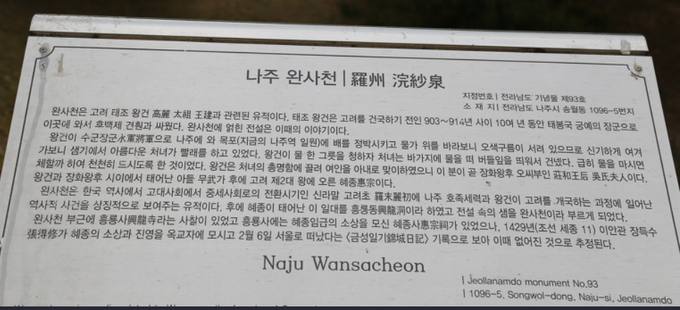 나주 완사천 | 羅州 浣紗泉
지정번호 | 전라남도 기념물 제93호
소 재 지 | 전라남도 나주시 송월동 1096-5번지
완사천은 고려 태조 왕건 高麗 太祖 王建과 관련된 유적이다. 태조 왕건은 고려를 건국하기 전인 903~914년 사이 10여 년 동안 태봉국 궁예의 장군으로
이곳에 와서 후백제 견훤과 싸웠다. 완사천에 얽힌 전설은 이때의 이야기이다.
왕건이 수군장군水軍將軍으로 나주에 와 목포(지금의 나주역 일원)에 배를 정박시키고 물가 위를 바라보니 오색구름이 서려 있으므로 신기하게 여겨
가보니 샘가에서 아름다운 처녀가 빨래를 하고 있었다. 왕건이 물 한 그릇을 청하자 처녀는 바가지에 물을 떠 버들잎을 띄워서 건넸다. 급히 물을 마시면
체할까 하여 천천히 드시도록 한 것이었다. 왕건은 처녀의 총명함에 끌려 여인을 아내로 맞이하였으니 이 분이 곧 장화왕후 오씨부인 莊和王后 吳氏夫人이다.
왕건과 장화왕후 사이에서 태어난 아들 무武가 후에 고려 제2대 왕에 오른 혜종惠宗이다.
완사천은 한국 역사에서 고대사회에서 중세사회로의 전환시기인 신라말 고려초 羅末麗初에 나주 호족세력과 왕건이 고려를 개국하는 과정에 일어난
역사적 사건을 상징적으로 보여주는 유적이다. 후에 혜종이 태어난 이 일대를 흥룡동興龍洞이라 하였고 전설 속의 샘을 완사천이라 부르게 되었다.
완사천 부근에 흥룡사興龍寺라는 사찰이 있었고 흥룡사에는 혜종임금의 소상을 모신 혜종사惠宗祠가 있었으나, 1429년(조선 세종 11) 이안관 장득수
張得修가 혜종의 소상과 진영을 옥교자에 모시고 2월 6일 서울로 떠났다는 <금성일기錦城日記> 기록으로 보아 이때 없어진 것으로 추정된다.
Naju Wansacheon
| Jeollanamdo monument No.93
| 1096-5, Songwol-dong, Naju-si, Jeollanamdo